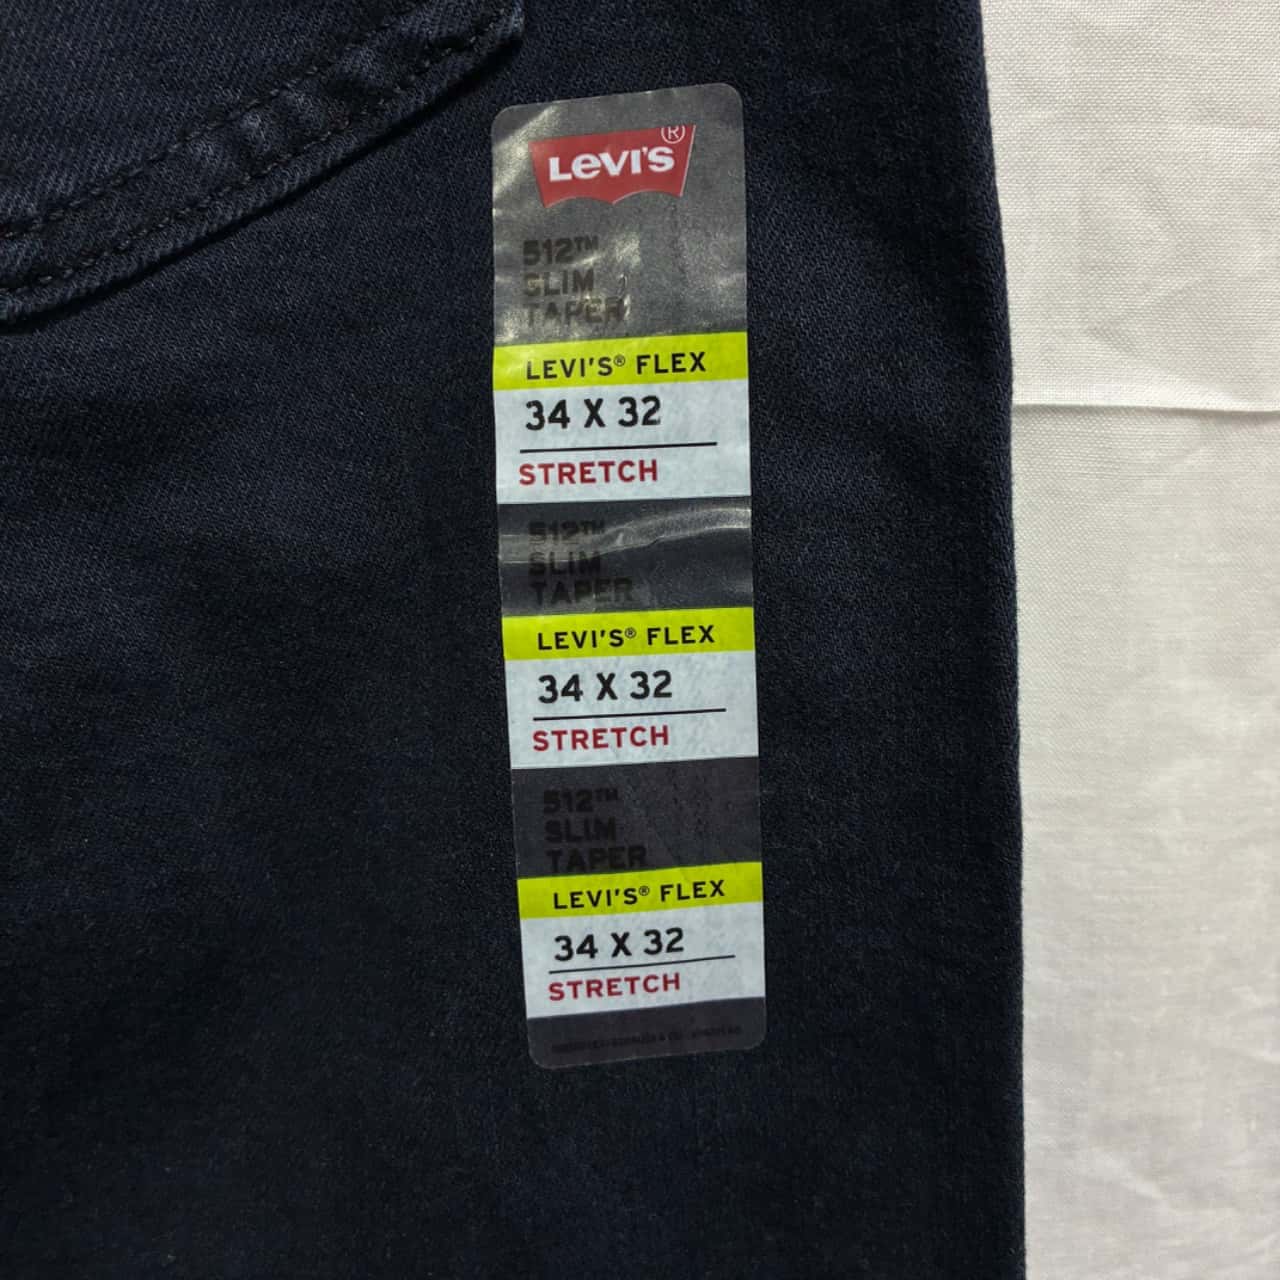 LEVI'S®
512™
SLIM
TAPER
LEVI'S® FLEX
34 X 32
STRETCH
512™
SLIM
TAPER
LEVI'S® FLEX
34 X 32
STRETCH
512™
SLIM
TAPER
LEVI'S® FLEX
34 X 32
STRETCH